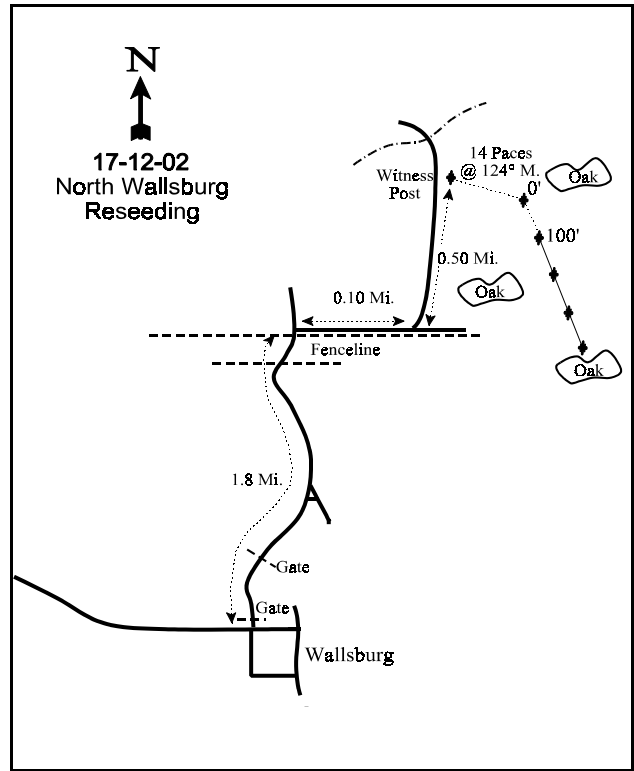 N
17-12-02
North Wallsburg
Reseeding
14 Paces
@ 124° M.
Witness
Post
0'
Oak
100'
0.50 Mi.
Oak
0.10 Mi.
Fenceline
Oak
1.8 Mi.
Gate
Gate
Wallsburg